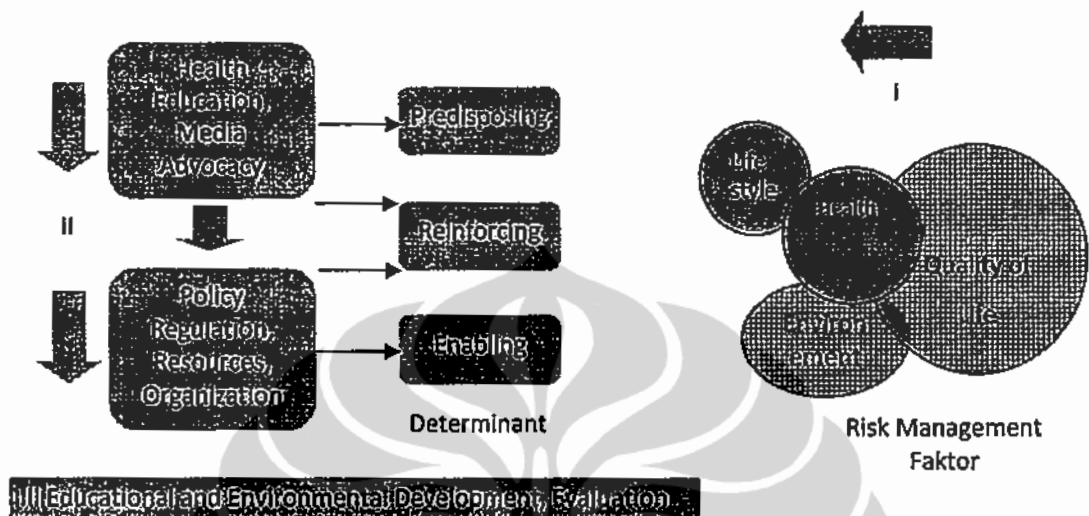 Health
Education,
Media
Advocacy
ii
Policy
Regulation,
Resources,
Organization
Predisposing
Reinforcing
Enabling
Determinant
i
Life
style
Health
Quality of
Life
Environ
ement
Risk Management
Faktor
iii Educational and Environmental Development, Evaluation